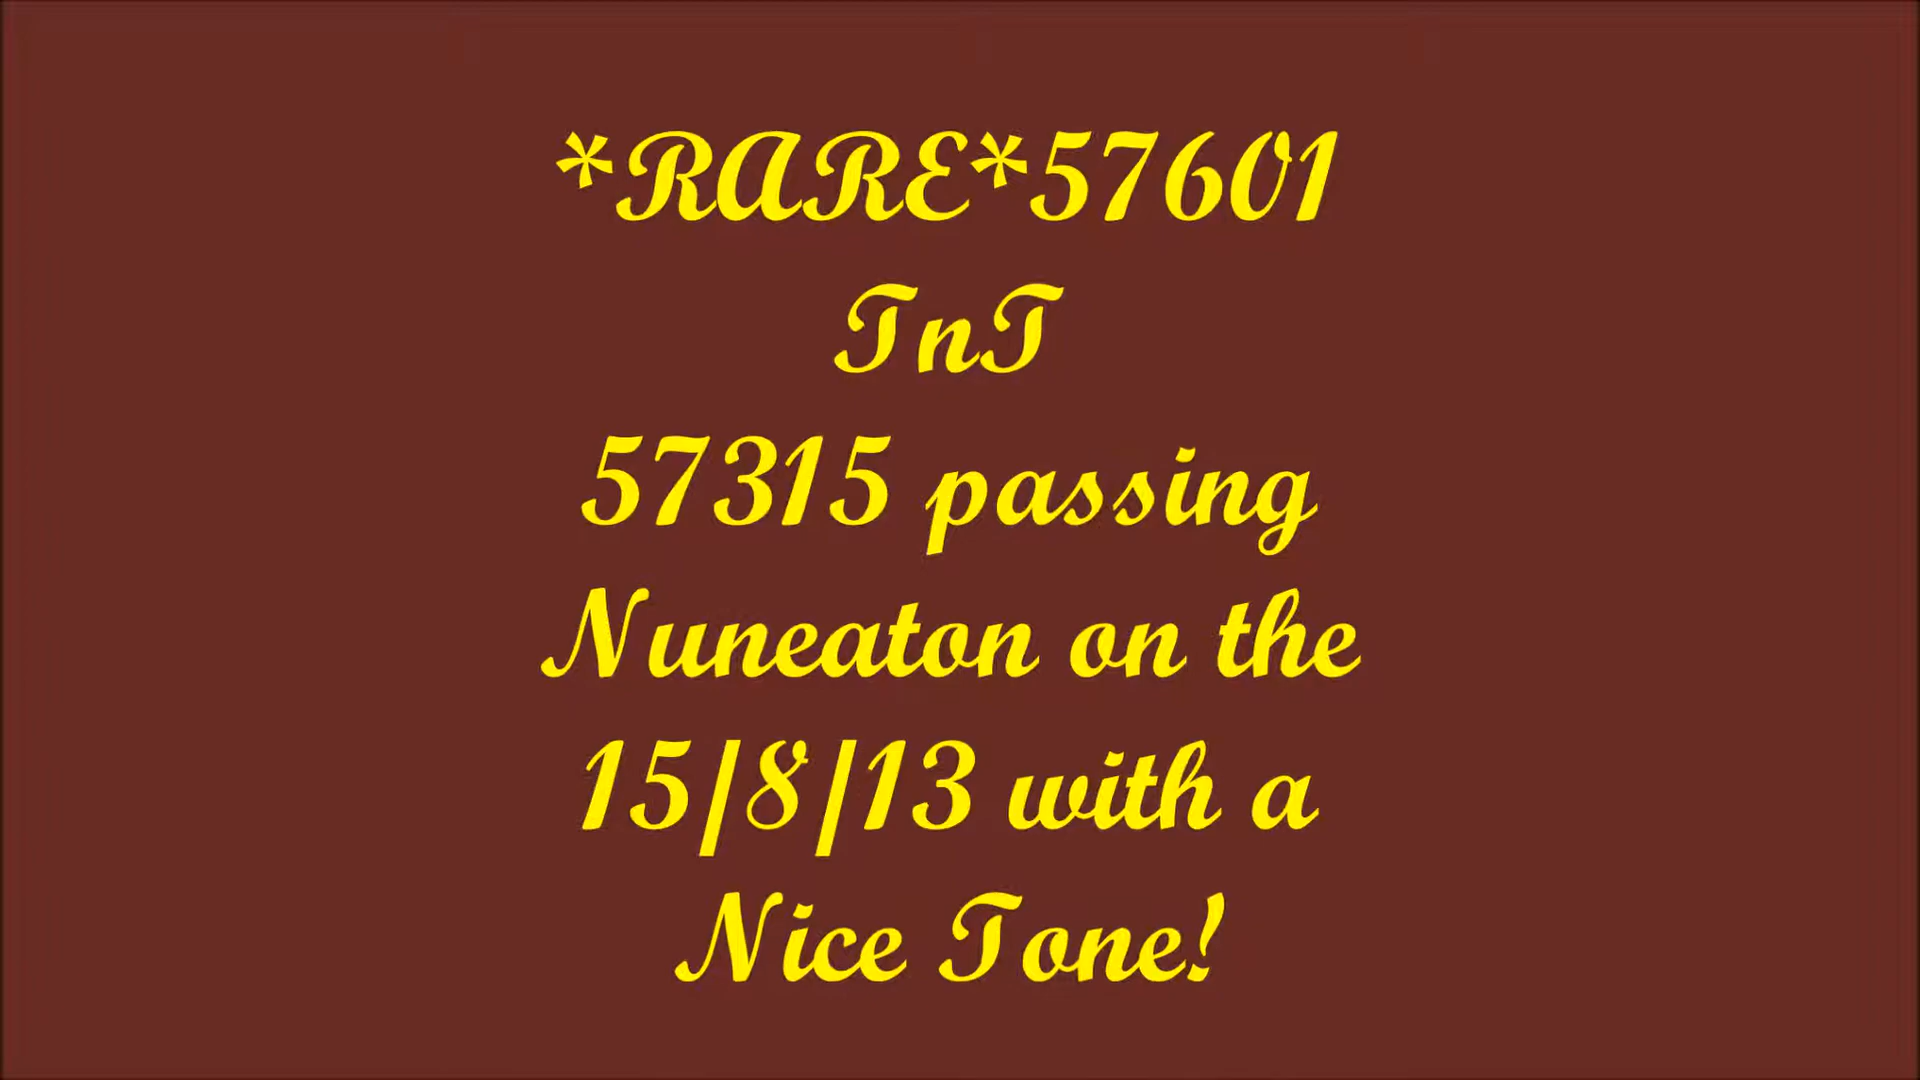 *RARE*57601
TnT
57315 passing
Nuneaton on the
15/8/13 with a
Nice Tone!